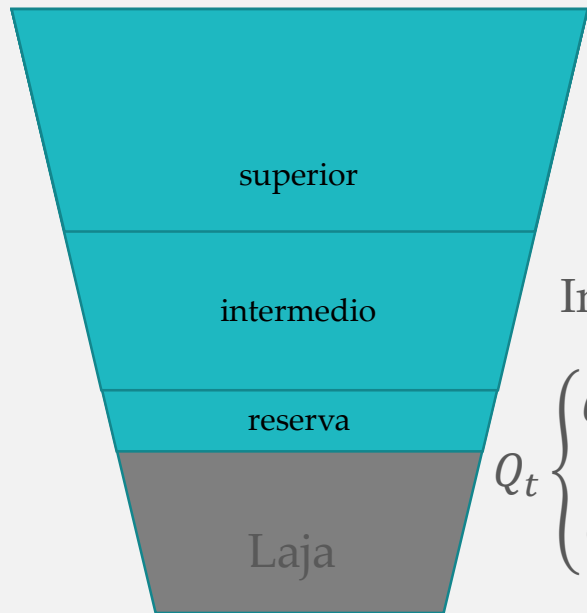 superior
intermedio
reserva
Laja
Q_t {